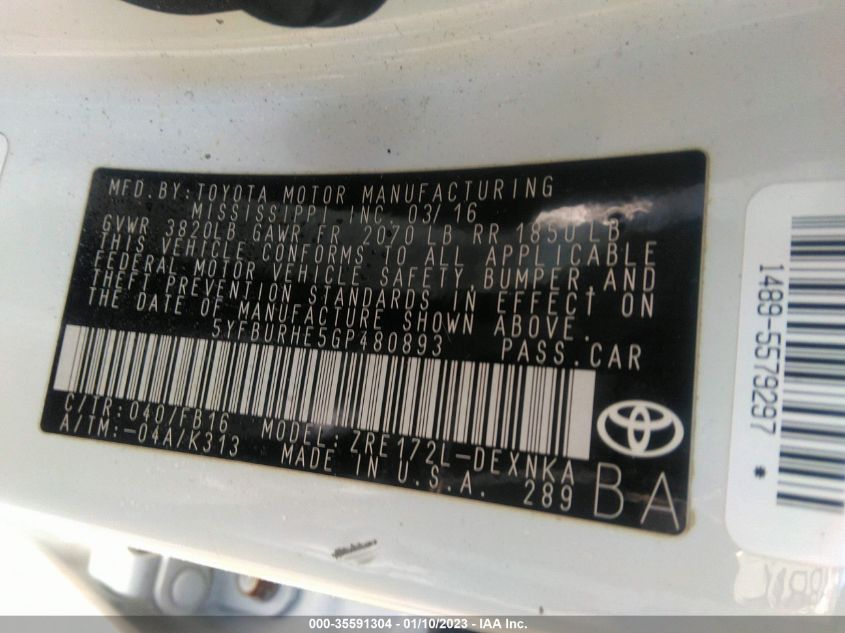 MFD.BY:TOYOTA MOTOR MANUFACTURING
MISSISSIPPI INC. 03/16
GVWR 3820LB GAWR FR 2070 LB RR 1850 LB
THIS VEHICLE CONFORMS TO ALL APPLICABLE
FEDERAL MOTOR VEHICLE SAFETY,BUMPER,AND
THEFT PREVENTION STANDARDS IN EFFECT ON
THE DATE OF MANUFACTURE SHOWN ABOVE.
5YFBURHE5GP480893 PASS.CAR
C/TR:040/FB16 MODEL: ZRE172L-DEXNKA
A/TM:-04A/K313 MADE IN U.S.A. 289
BA
1489-5579297 *
000-35591304 - 01/10/2023 - IAA Inc.